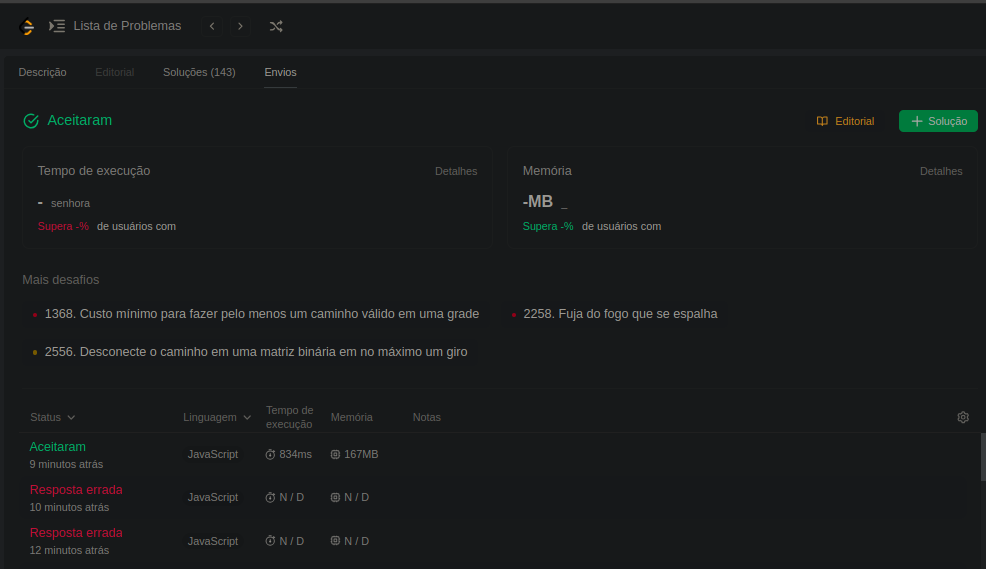 Lista de Problemas
Descrição Editorial Soluções (143) Envios
Aceitaram Editorial Solução
Tempo de execução Detalhes
- senhora
Supera -% de usuários com
Memória Detalhes
-MB _
Supera -% de usuários com
Mais desafios
1368. Custo mínimo para fazer pelo menos um caminho válido em uma grade
2258. Fuja do fogo que se espalha
2556. Desconecte o caminho em uma matriz binária em no máximo um giro
Status Linguagem Tempo de execução Memória Notas
Aceitaram
9 minutos atrás
JavaScript 834ms 167MB
Resposta errada
10 minutos atrás
JavaScript N / D N / D
Resposta errada
12 minutos atrás
JavaScript N / D N / D